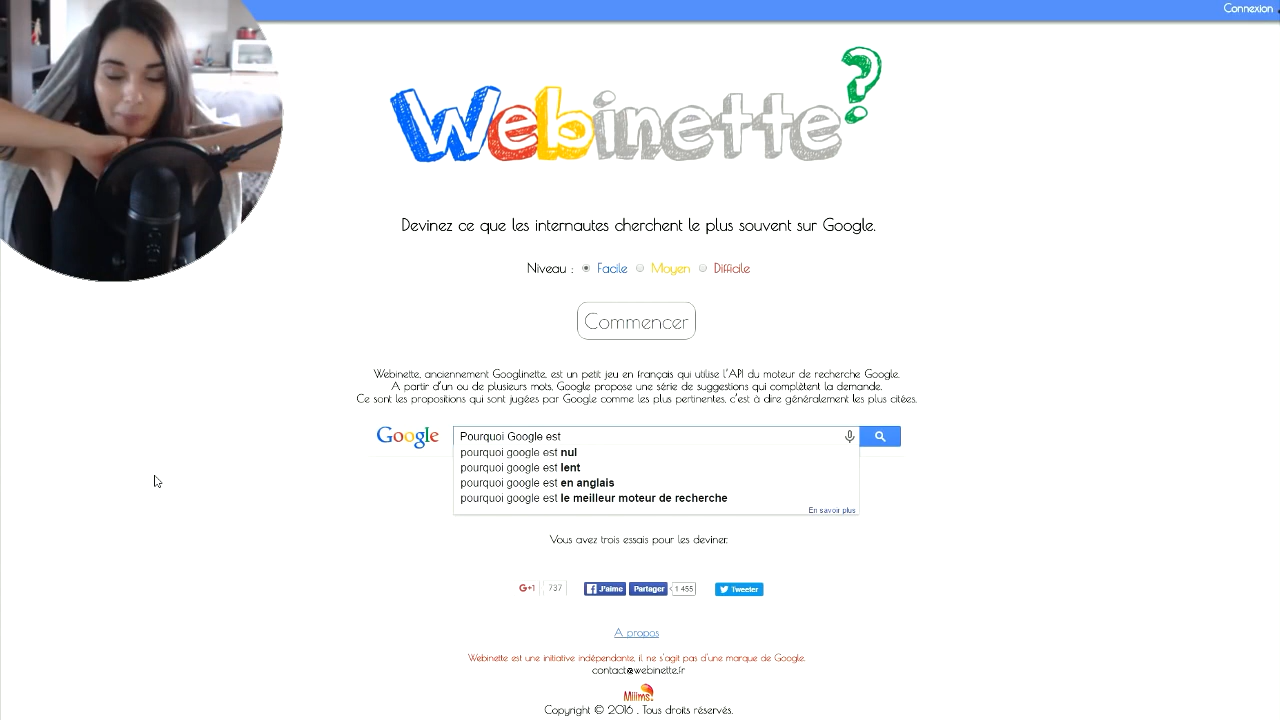 Connexion
Webinette?
Devinez ce que les internautes cherchent le plus souvent sur Google.
Niveau : Facile Moyen Difficile
Commencer
Webinette, anciennement Googlinette, est un petit jeu en français qui utilise l'API du moteur de recherche Google.
A partir d'un ou de plusieurs mots, Google propose une série de suggestions qui complètent la demande.
Ce sont les propositions qui sont jugées par Google comme les plus pertinentes, c'est à dire généralement les plus citées.
Google Pourquoi Google est
pourquoi google est nul
pourquoi google est lent
pourquoi google est en anglais
pourquoi google est le meilleur moteur de recherche
En savoir plus
Vous avez trois essais pour les deviner.
G+1 737 J'aime Partager 1 455 Tweeter
A propos
Webinette est une initiative indépendante, il ne s'agit pas d'une marque de Google.
contact@webinette.fr
Miiims!
Copyright © 2016 . Tous droits réservés.